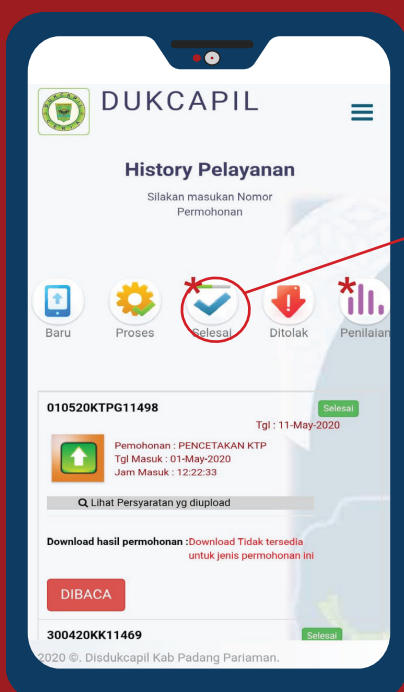 DUKCAPIL
History Pelayanan
Silakan masukan Nomor
Permohonan
Baru Proses Selesai Ditolak Penilaian
010520KTPG11498 Selesai
Tgl : 11-May-2020
Pemohonan : PENCETAKAN KTP
Tgl Masuk : 01-May-2020
Jam Masuk : 12:22:33
Lihat Persyaratan yg diupload
Download hasil permohonan :Download Tidak tersedia
untuk jenis permohonan ini
DIBACA
300420KK11469 Selesai
2020 ©. Disdukcapil Kab Padang Pariaman.